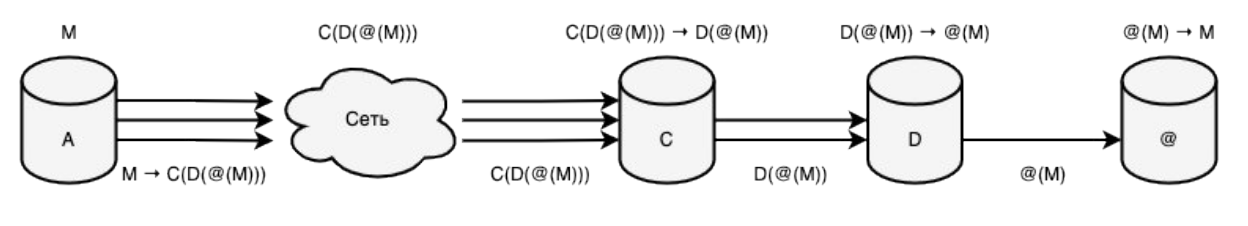 M
C(D(@(M)))
C(D(@(M))) → D(@(M))
D(@(M)) → @(M)
@(M) → M
A
Сеть
C
D
@
M → C(D(@(M)))
C(D(@(M)))
D(@(M))
@(M)